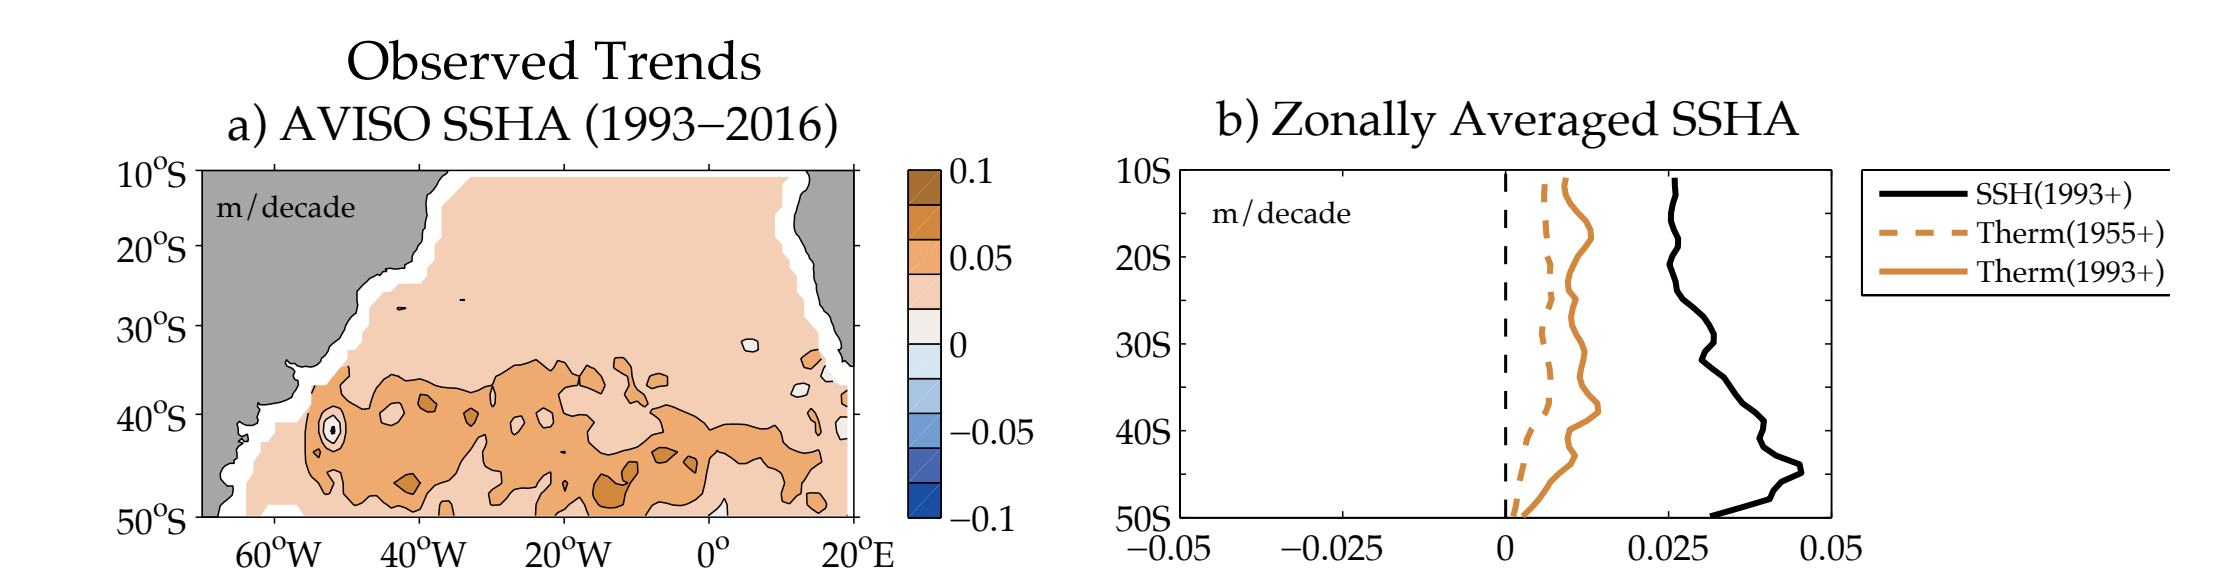 Observed Trends
a) AVISO SSHA (1993–2016)
m/decade
10°S
20°S
30°S
40°S
50°S
60°W 40°W 20°W 0° 20°E
0.1
0.05
0
−0.05
−0.1
b) Zonally Averaged SSHA
m/decade
10S
20S
30S
40S
50S
−0.05 −0.025 0 0.025 0.05
SSH(1993+)
Therm(1955+)
Therm(1993+)